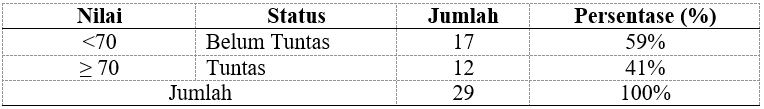 Nilai Status Jumlah Persentase (%)
<70 Belum Tuntas 17 59%
≥ 70 Tuntas 12 41%
Jumlah 29 100%